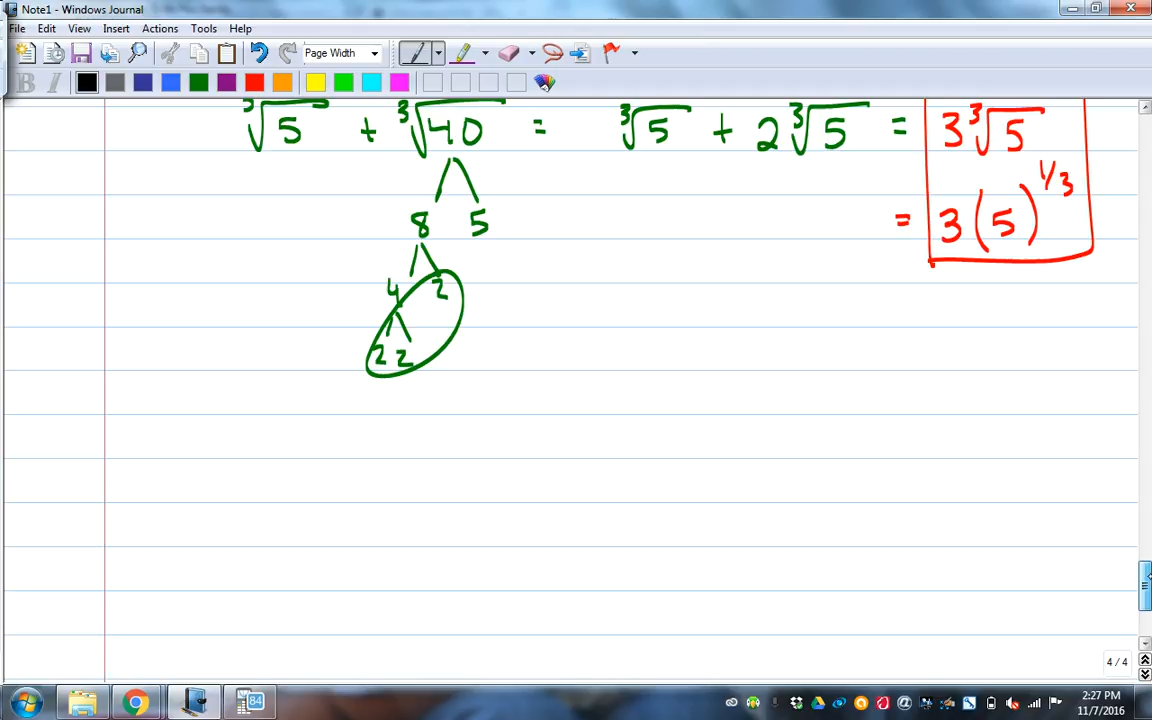 Note1 - Windows Journal
File Edit View Insert Actions Tools Help
Page Width
B I
∛5 + ∛40 = ∛5 + 2∛5 = 3∛5
8 5 = 3(5)^1/3
4 2
2 2
4 / 4
84
2:27 PM
11/7/2016